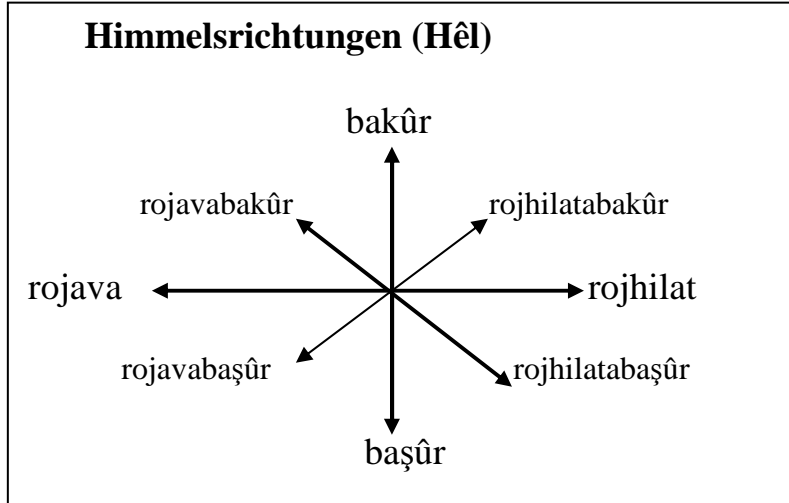 Himmelsrichtungen (Hêl)
bakûr
rojavabakûr rojhilatabakûr
rojava rojhilat
rojavabaşûr rojhilatabaşûr
başûr